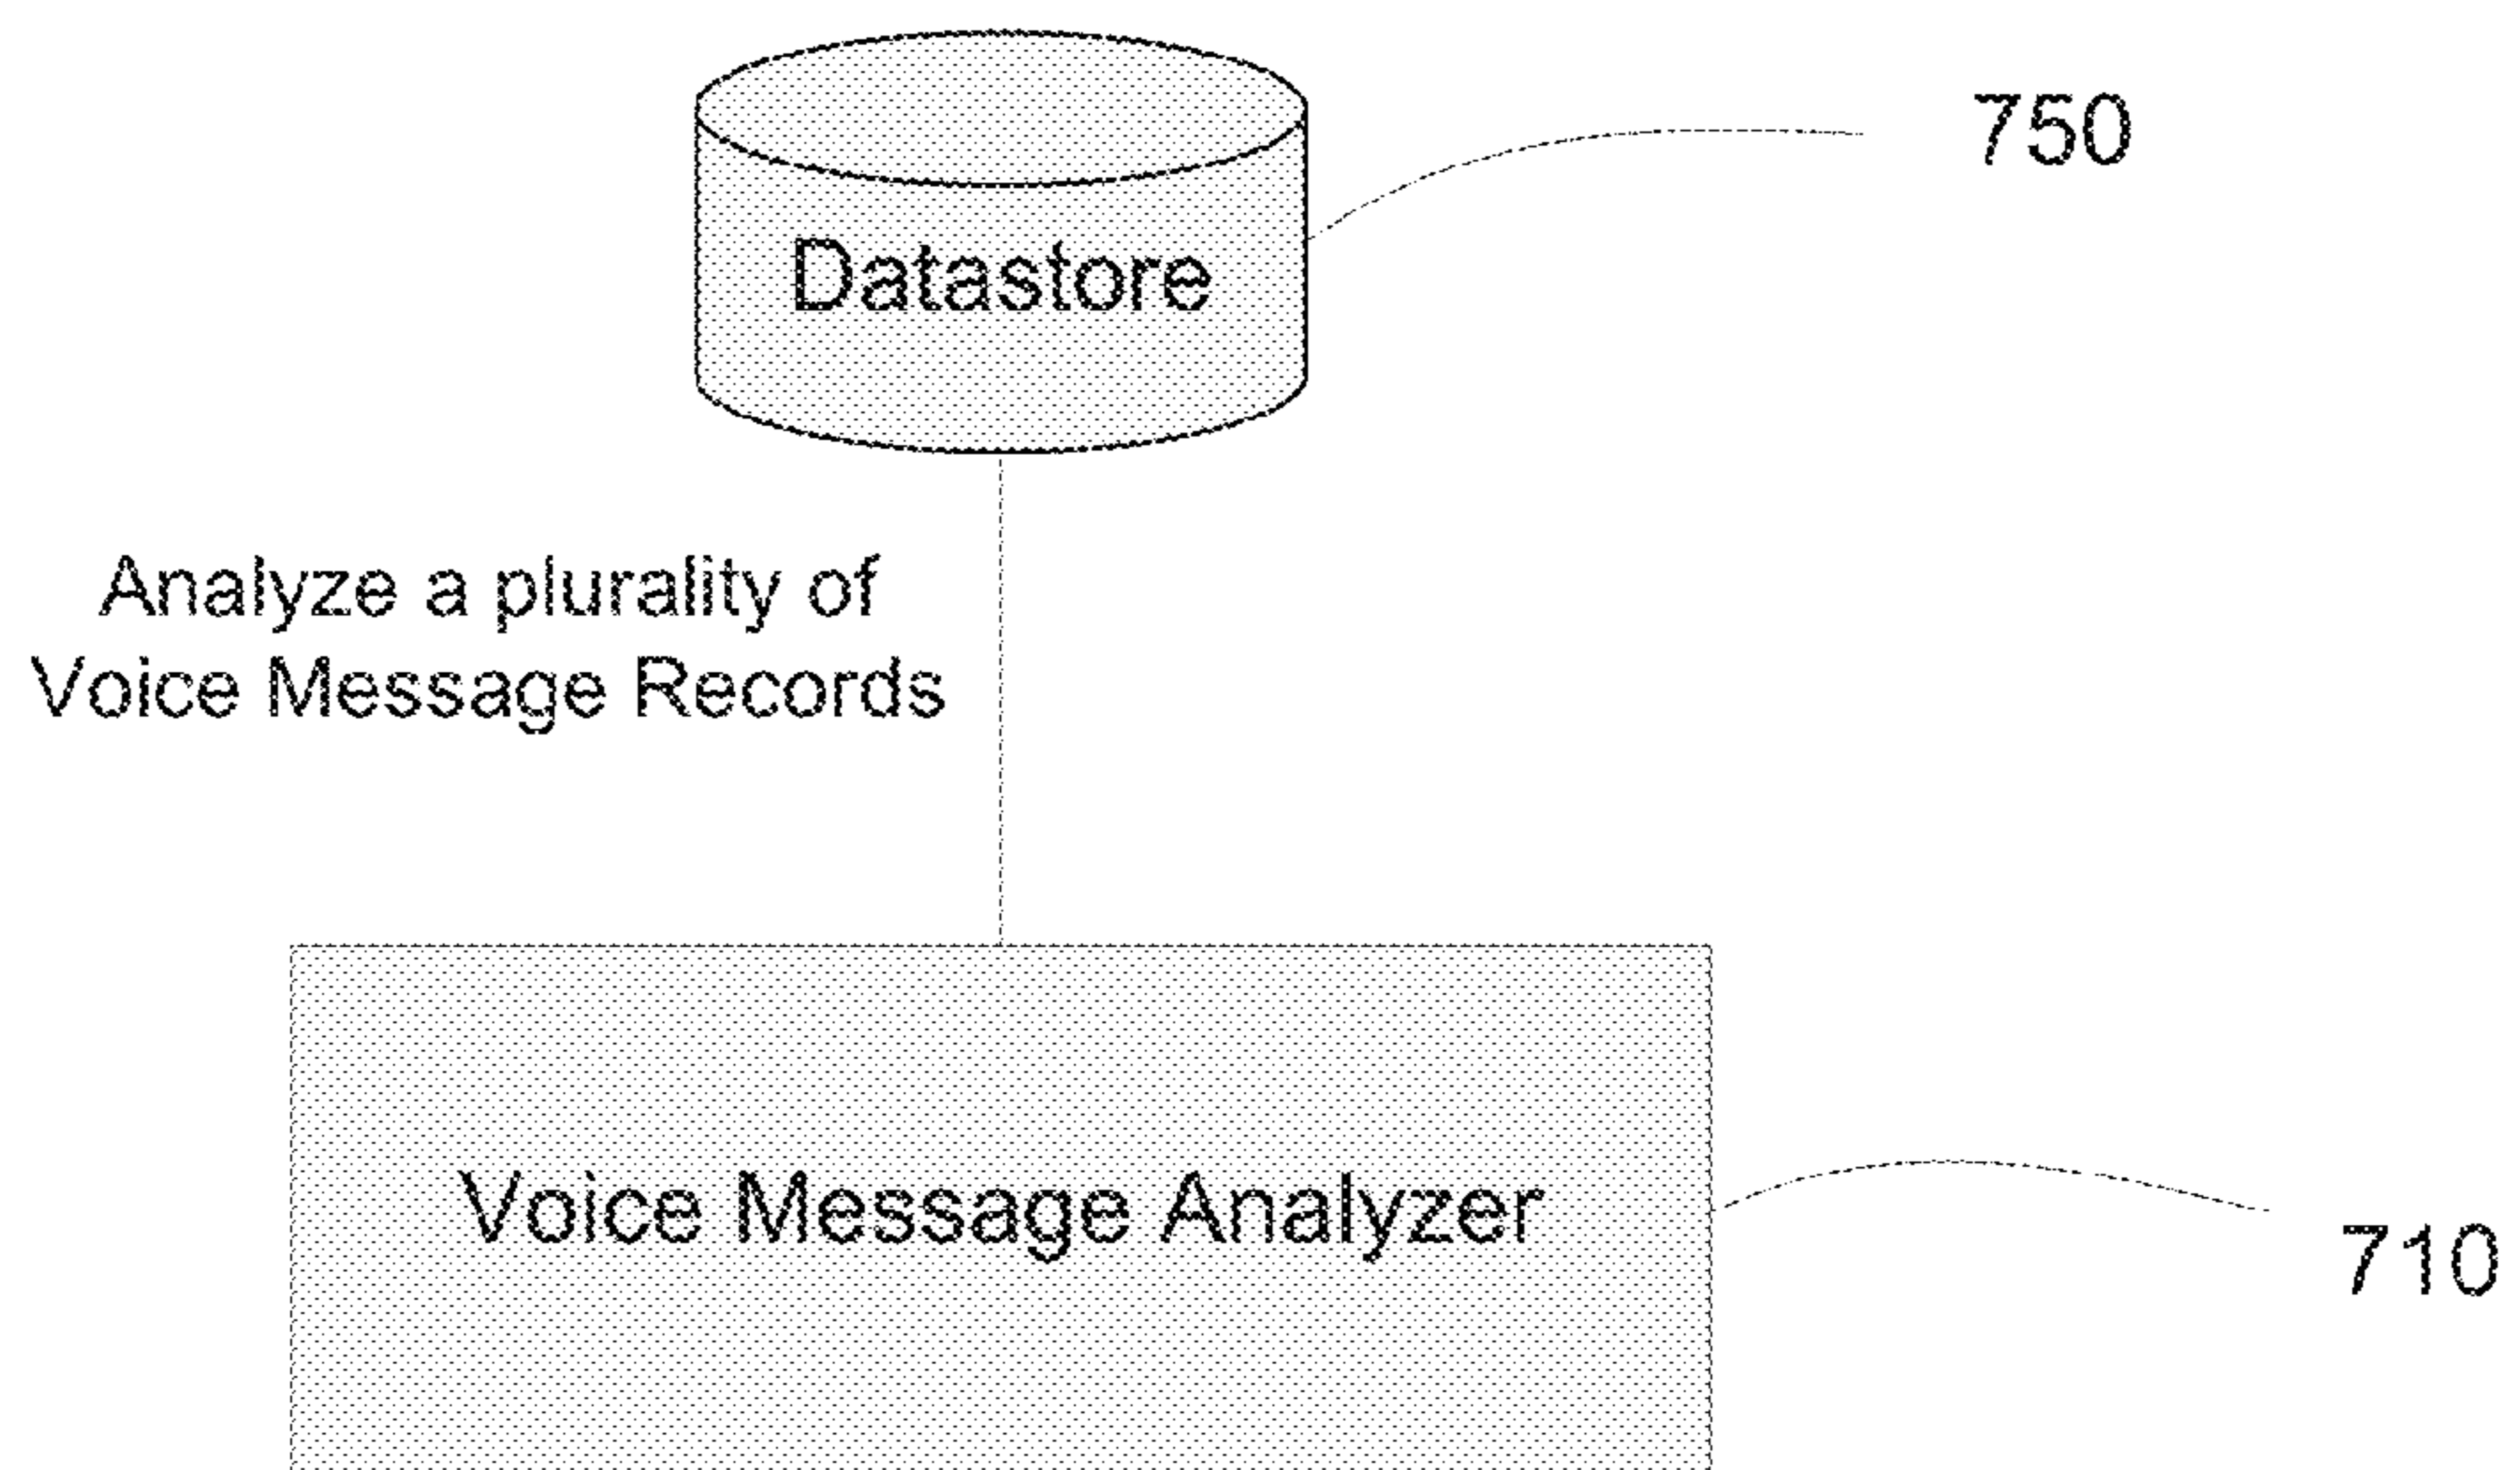 750
Datastore
Analyze a plurality of
Voice Message Records
Voice Message Analyzer
710